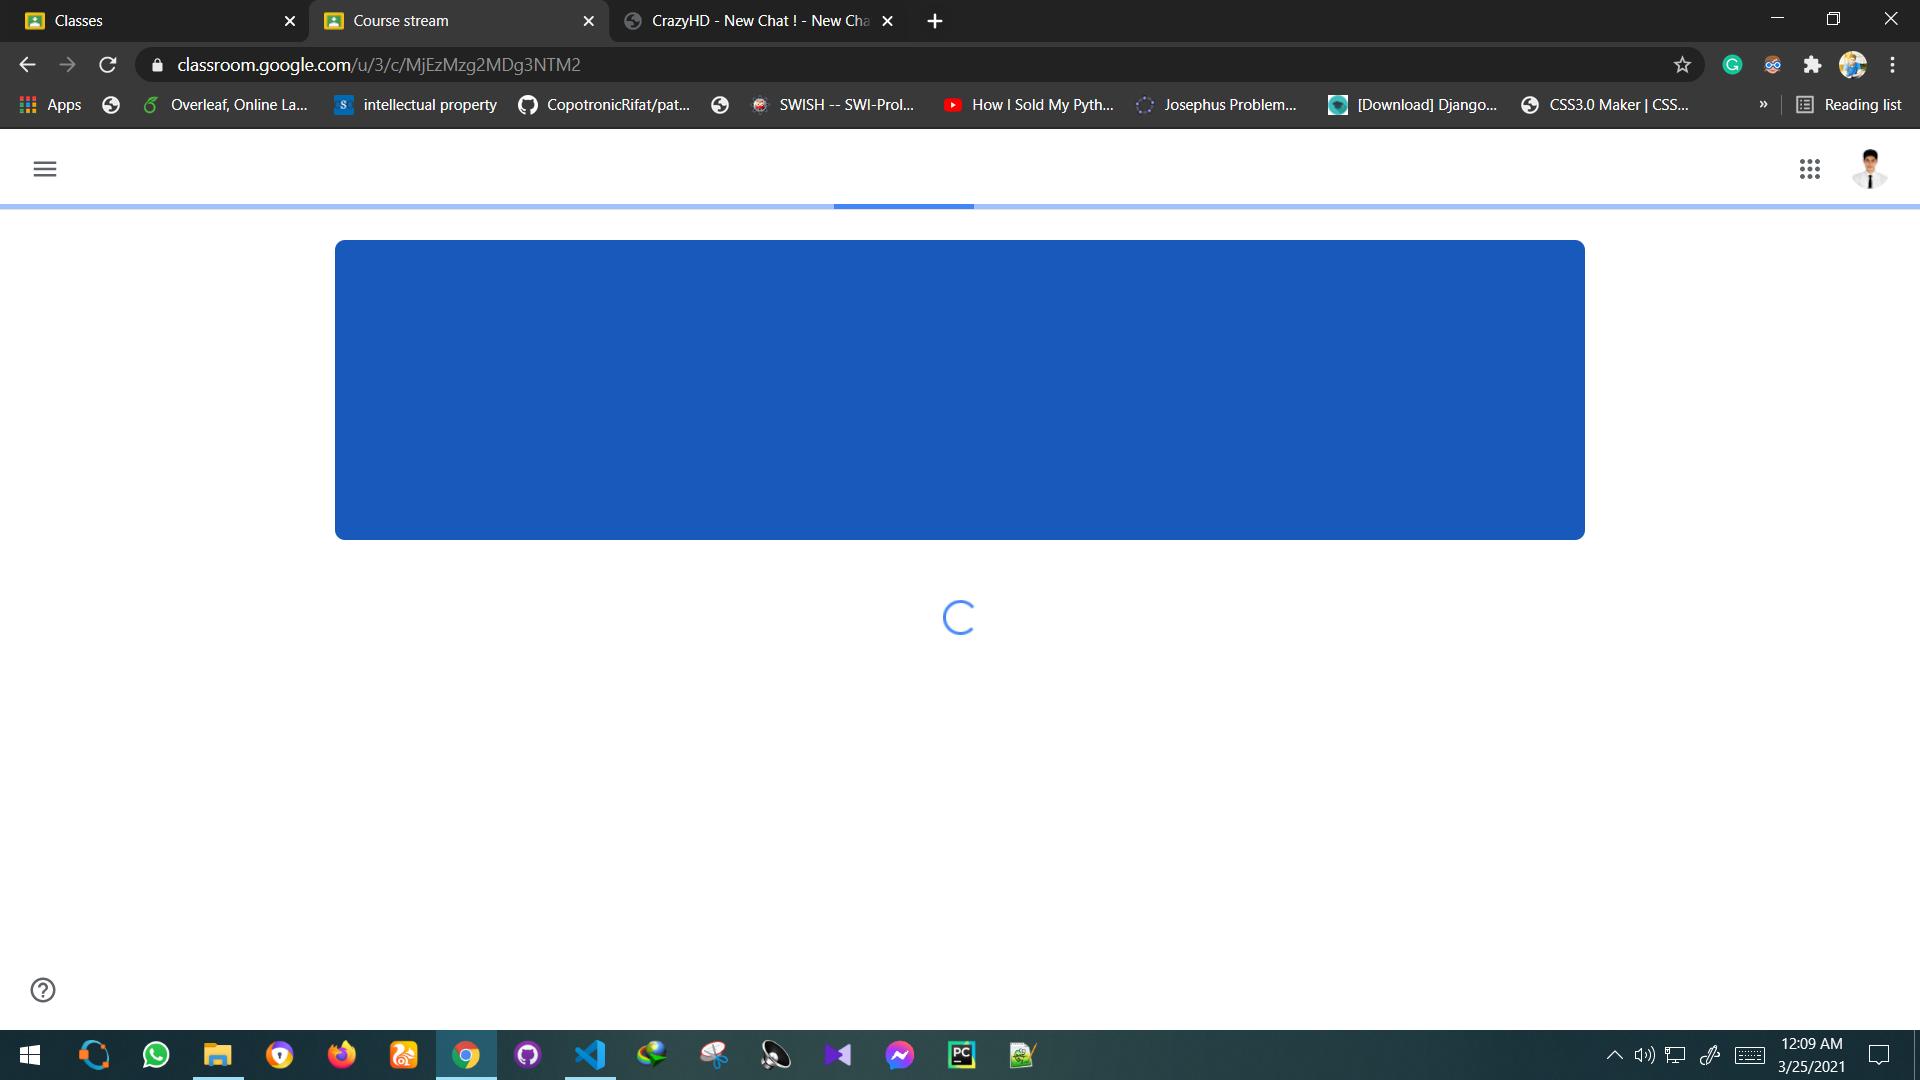 Classes
Course stream
CrazyHD - New Chat ! - New Cha
classroom.google.com/u/3/c/MjEzMzg2MDg3NTM2
Apps
Overleaf, Online La...
S
intellectual property
CopotronicRifat/pat...
SWISH -- SWI-Prol...
How I Sold My Pyth...
Josephus Problem...
[Download] Django...
CSS3.0 Maker | CSS...
»
Reading list
PC
12:09 AM
3/25/2021